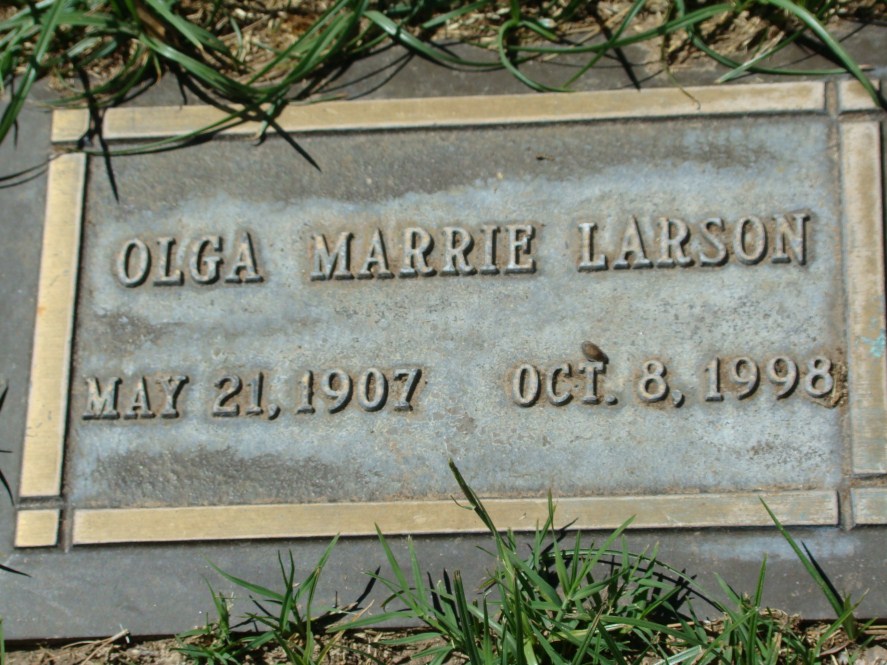 OLGA MARRIE LARSON
MAY 21, 1907 OCT. 8, 1998